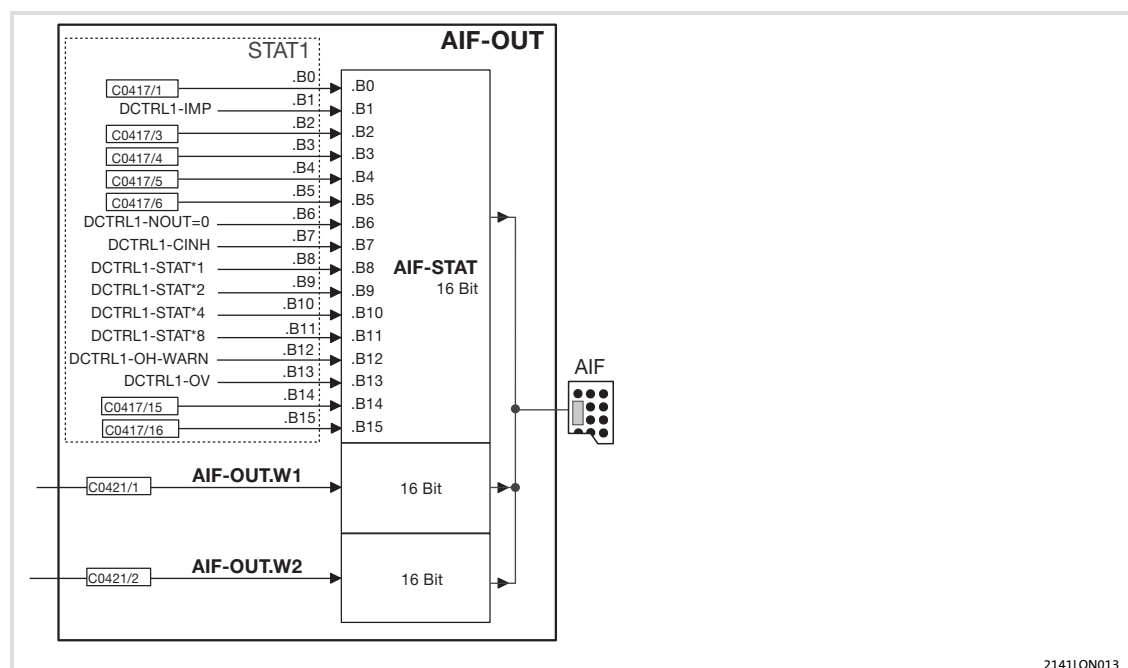 AIF-OUT
STAT1
C0417/1 .B0 .B0
DCTRL1-IMP .B1 .B1
C0417/3 .B2 .B2
C0417/4 .B3 .B3
C0417/5 .B4 .B4
C0417/6 .B5 .B5
DCTRL1-NOUT=0 .B6 .B6
DCTRL1-CINH .B7 .B7
DCTRL1-STAT*1 .B8 .B8 AIF-STAT
DCTRL1-STAT*2 .B9 .B9 16 Bit
DCTRL1-STAT*4 .B10 .B10
DCTRL1-STAT*8 .B11 .B11
DCTRL1-OH-WARN .B12 .B12
DCTRL1-OV .B13 .B13
C0417/15 .B14 .B14
C0417/16 .B15 .B15
AIF
C0421/1 AIF-OUT.W1 16 Bit
C0421/2 AIF-OUT.W2 16 Bit
2141LON013